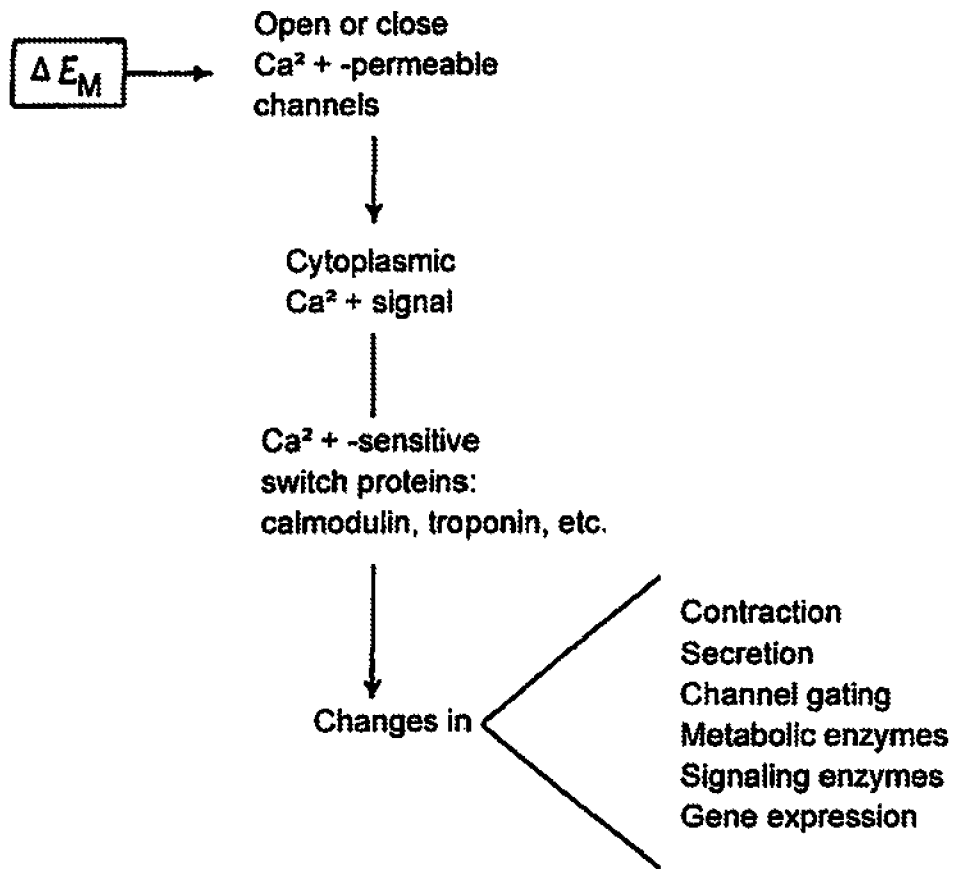 Δ E_M
Open or close
Ca² + -permeable
channels
Cytoplasmic
Ca² + signal
Ca² + -sensitive
switch proteins:
calmodulin, troponin, etc.
Changes in
Contraction
Secretion
Channel gating
Metabolic enzymes
Signaling enzymes
Gene expression